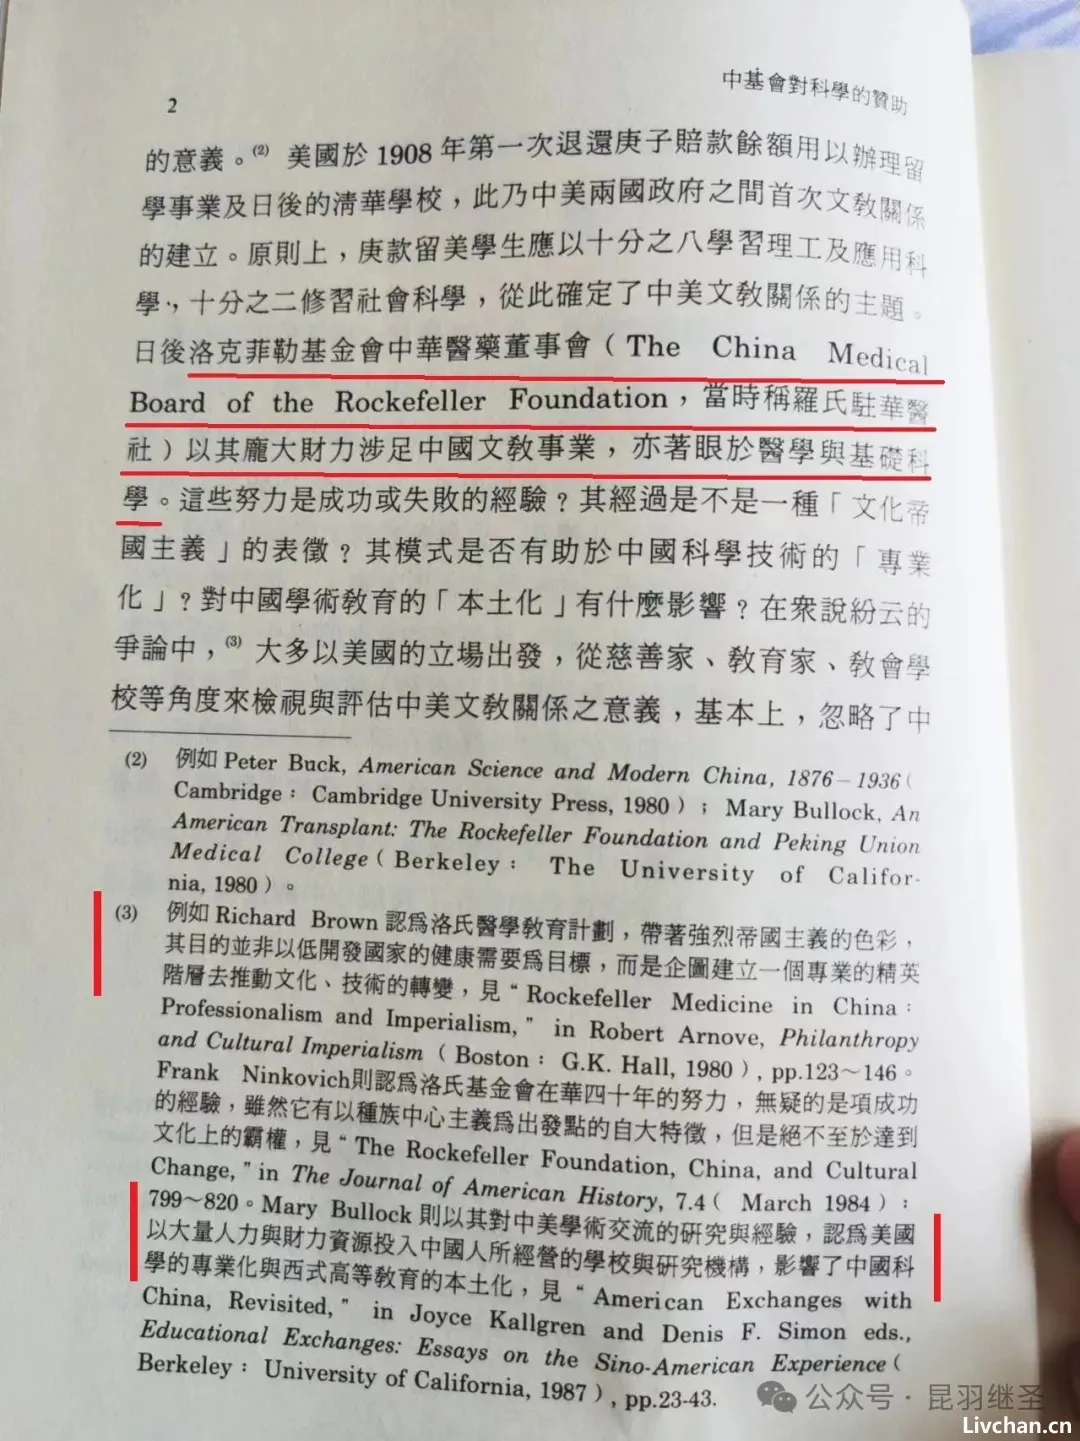 中基會對科學的贊助
2
的意義。(2) 美國於 1908 年第一次退還庚子賠款餘額用以辦理留
學事業及日後的清華學校，此乃中美兩國政府之間首次文敎關係
的建立。原則上，庚款留美學生應以十分之八學習理工及應用科
學，十分之二修習社會科學，從此確定了中美文敎關係的主題。
日後洛克菲勒基金會中華醫藥董事會（The China Medical
Board of the Rockefeller Foundation，當時稱羅氏駐華醫
社）以其龐大財力涉足中國文敎事業，亦著眼於醫學與基礎科
學。這些努力是成功或失敗的經驗？其經過是不是一種「文化帝
國主義」的表徵？其模式是否有助於中國科學技術的「專業
化」？對中國學術敎育的「本土化」有什麼影響？在衆說紛云的
爭論中，(3) 大多以美國的立場出發，從慈善家、敎育家、敎會學
校等角度來檢視與評估中美文敎關係之意義，基本上，忽略了中
(2) 例如 Peter Buck, American Science and Modern China, 1876－1936（
Cambridge：Cambridge University Press, 1980）；Mary Bullock, An
American Transplant: The Rockefeller Foundation and Peking Union
Medical College（Berkeley：The University of Califor-
nia, 1980）。
(3) 例如 Richard Brown 認爲洛氏醫學敎育計劃，帶著強烈帝國主義的色彩，
其目的並非以低開發國家的健康需要爲目標，而是企圖建立一個專業的精英
階層去推動文化、技術的轉變，見 “Rockefeller Medicine in China：
Professionalism and Imperialism,” in Robert Arnove, Philanthropy
and Cultural Imperialism（Boston：G.K. Hall, 1980）, pp.123～146。
Frank Ninkovich則認爲洛氏基金會在華四十年的努力，無疑的是項成功
的經驗，雖然它有以種族中心主義爲出發點的自大特徵，但是絕不至於達到
文化上的霸權，見 “The Rockefeller Foundation, China, and Cultural
Change,” in The Journal of American History, 7.4（March 1984）：
799～820。Mary Bullock 則以其對中美學術交流的硏究與經驗，認爲美國
以大量人力與財力資源投入中國人所經營的學校與硏究機構，影響了中國科
學的專業化與西式高等敎育的本土化，見 “American Exchanges with
China, Revisited,” in Joyce Kallgren and Denis F. Simon eds.,
Educational Exchanges: Essays on the Sino-American Experience（
Berkeley：University of California, 1987）, pp.23-43.
公众号·昆羽继圣
Livchan.cn